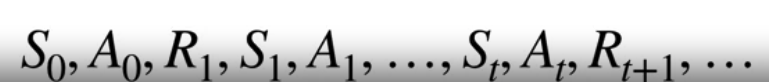 S₀, A₀, R₁, S₁, A₁, …, Sₜ, Aₜ, Rₜ₊₁, …